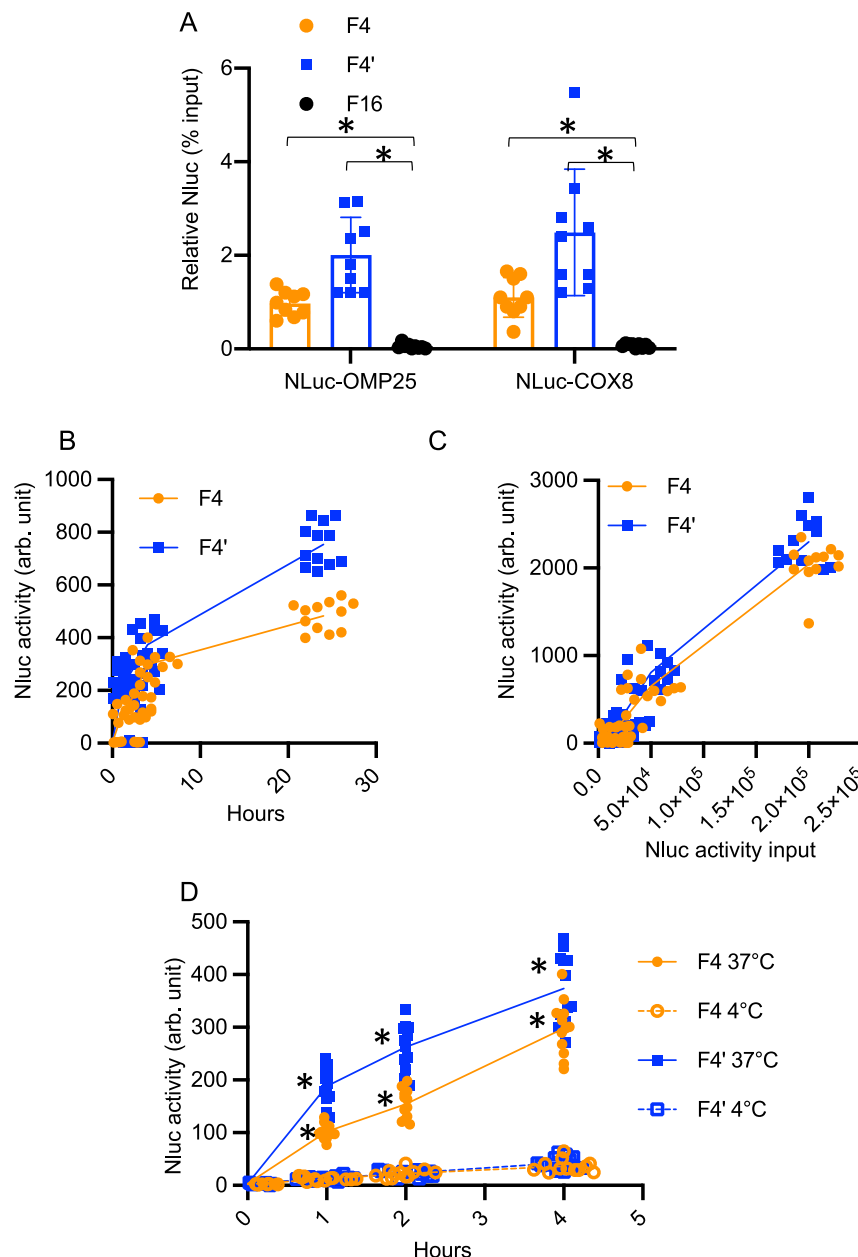 A
F4
F4'
F16
Relative Nluc (% input)
6
4
2
0
* *
* *
NLuc-OMP25 NLuc-COX8
B
Nluc activity (arb. unit)
1000
800
600
400
200
0
F4
F4'
0 10 20 30
Hours
C
Nluc activity (arb. unit)
3000
2000
1000
0
F4
F4'
0.0 5.0×10⁴ 1.0×10⁵ 1.5×10⁵ 2.0×10⁵ 2.5×10⁵
Nluc activity input
D
Nluc activity (arb. unit)
500
400
300
200
100
0
* * *
* * *
0 1 2 3 4 5
Hours
F4 37°C
F4 4°C
F4' 37°C
F4' 4°C